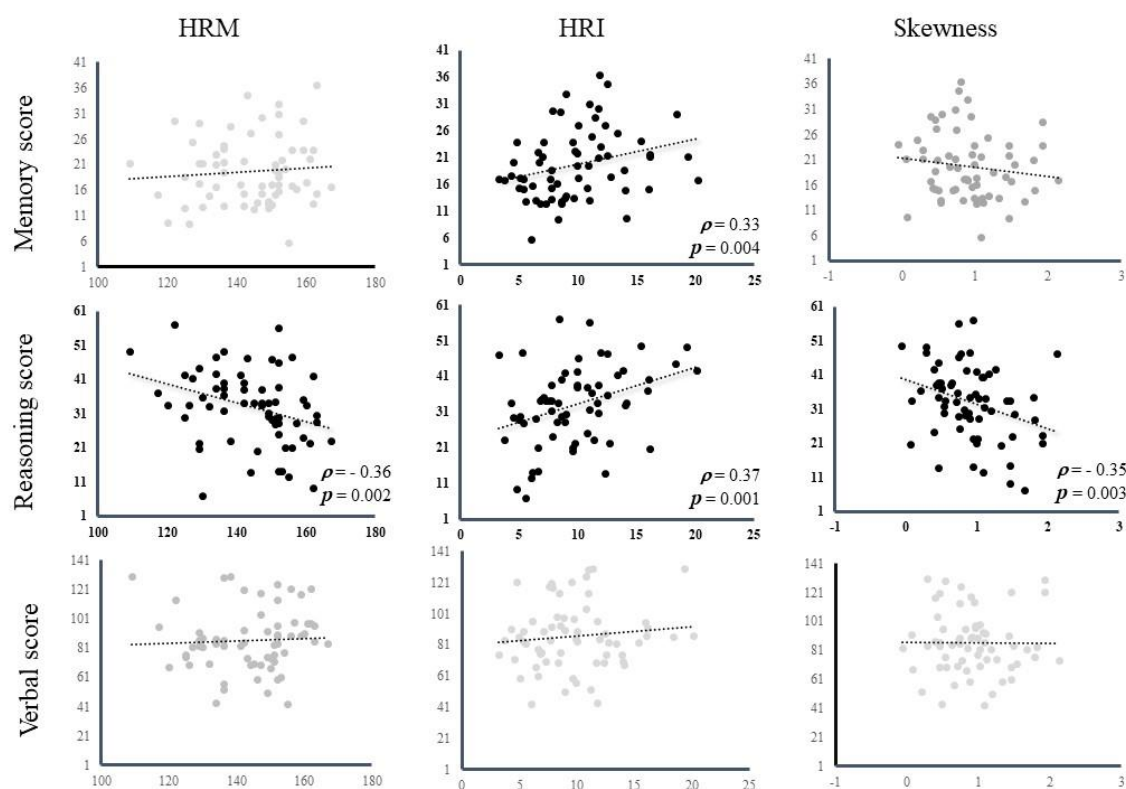 HRM HRI Skewness
Memory score
41 36 31 26 21 16 11 6 1
100 120 140 160 180
41 36 31 26 21 16 11 6 1
ρ = 0.33
p = 0.004
0 5 10 15 20 25
41 36 31 26 21 16 11 6 1
-1 0 1 2 3
Reasoning score
61 51 41 31 21 11 1
ρ = - 0.36
p = 0.002
100 120 140 160 180
61 51 41 31 21 11 1
ρ = 0.37
p = 0.001
0 5 10 15 20 25
61 51 41 31 21 11 1
ρ = - 0.35
p = 0.003
-1 0 1 2 3
Verbal score
141 121 101 81 61 41 21 1
100 120 140 160 180
141 121 101 81 61 41 21 1
0 5 10 15 20 25
141 121 101 81 61 41 21 1
-1 0 1 2 3